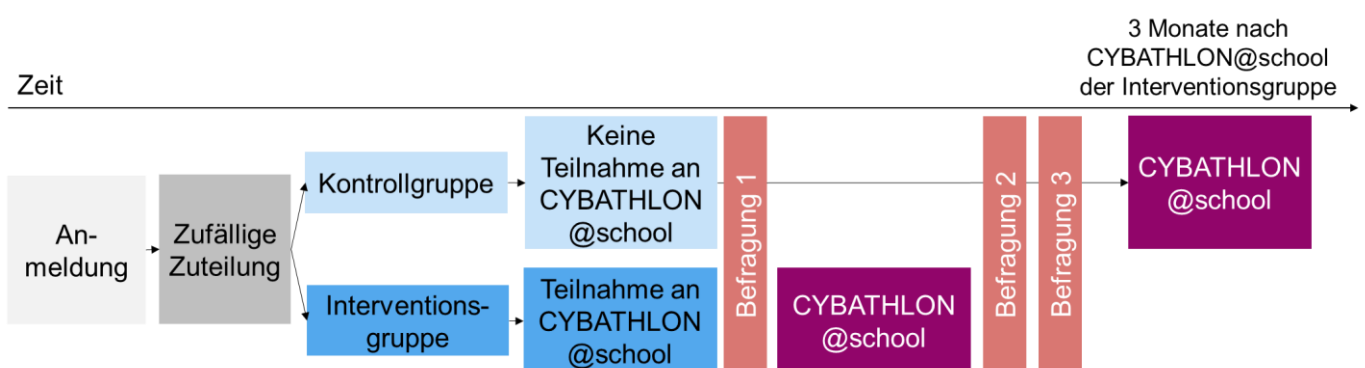 3 Monate nach
CYBATHLON@school
der Interventionsgruppe
Zeit
An-
meldung
Zufällige
Zuteilung
Kontrollgruppe
Keine
Teilnahme an
CYBATHLON
@school
Befragung 1
Befragung 2
Befragung 3
CYBATHLON
@school
Interventions-
gruppe
Teilnahme an
CYBATHLON
@school
CYBATHLON
@school